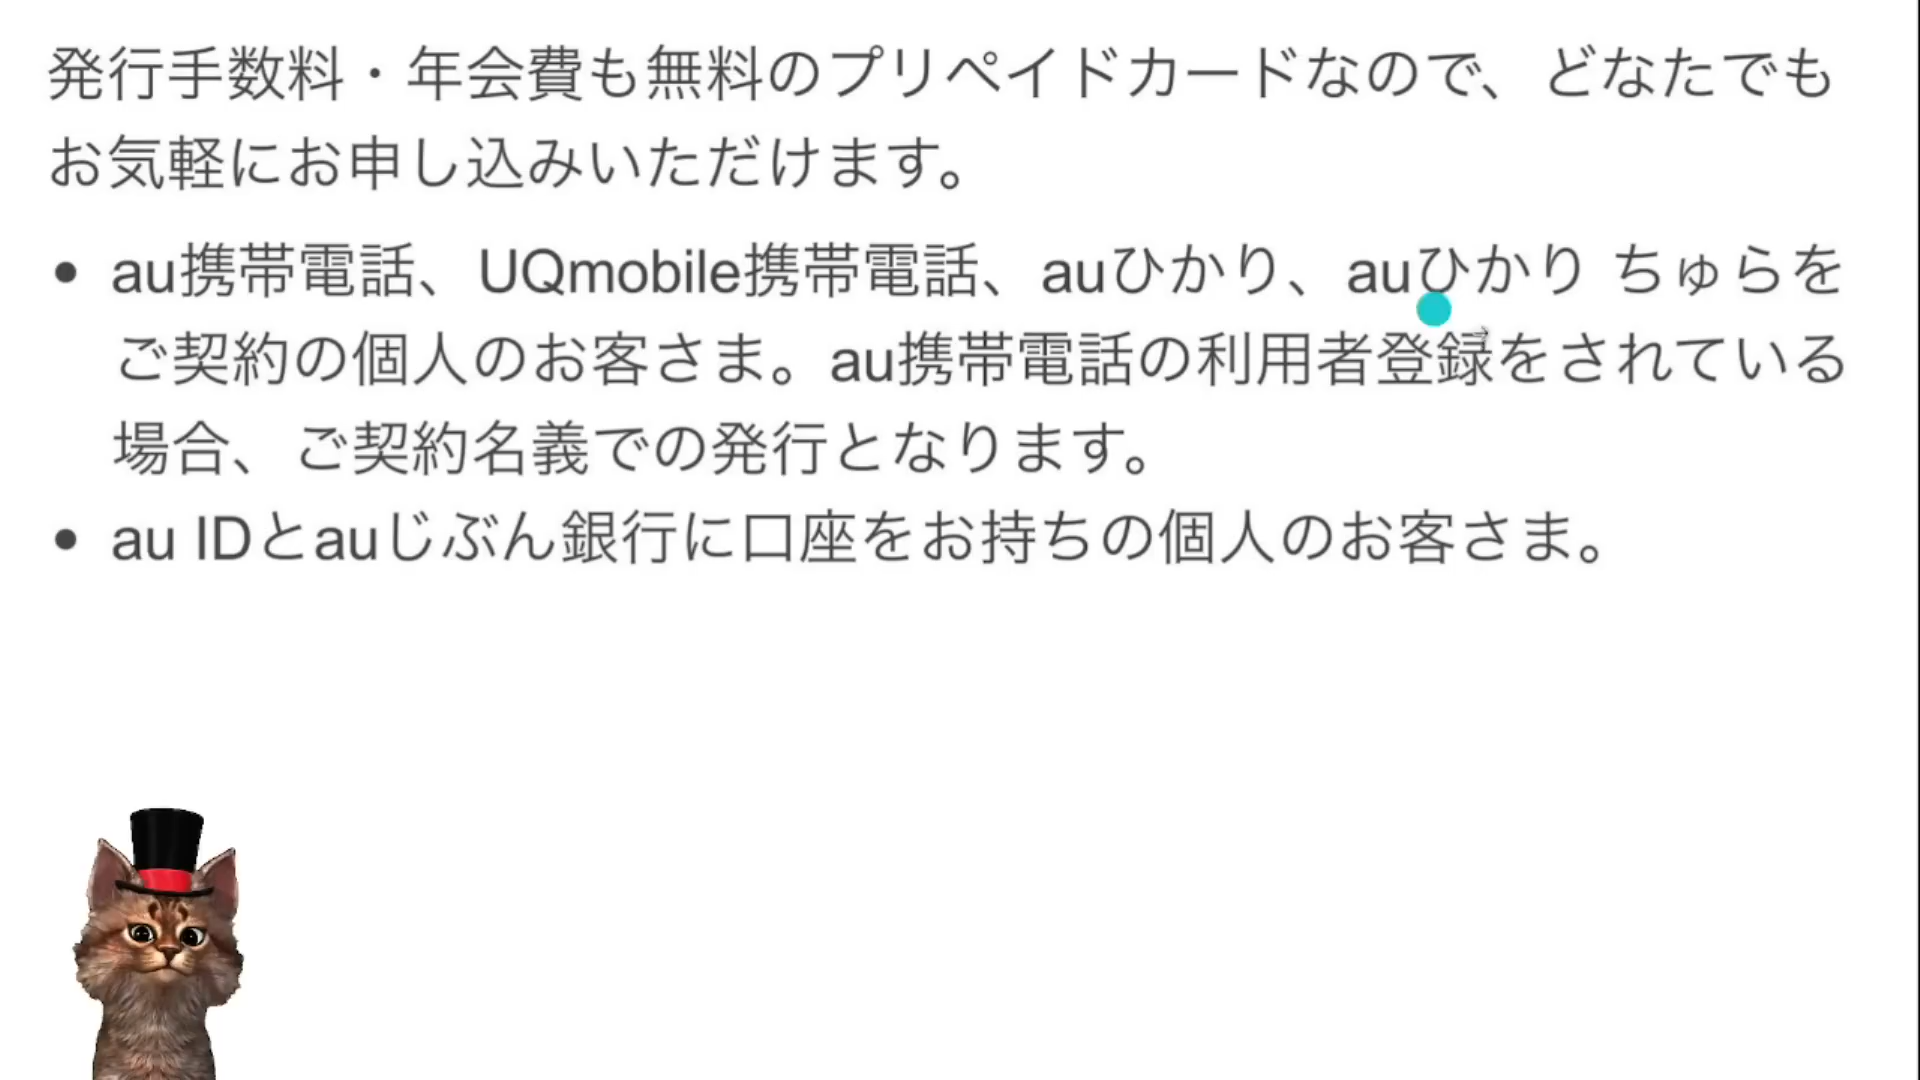 発行手数料・年会費も無料のプリペイドカードなので、どなたでも
お気軽にお申し込みいただけます。
● au携帯電話、UQmobile携帯電話、auひかり、auひかり ちゅらを
ご契約の個人のお客さま。au携帯電話の利用者登録をされている
場合、ご契約名義での発行となります。
● au IDとauじぶん銀行に口座をお持ちの個人のお客さま。